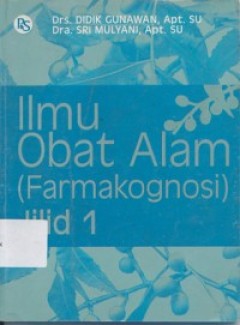 PS
Drs. DIDIK GUNAWAN, Apt. SU
Dra. SRI MULYANI, Apt. SU
Ilmu
Obat Alam
(Farmakognosi)
Jilid 1